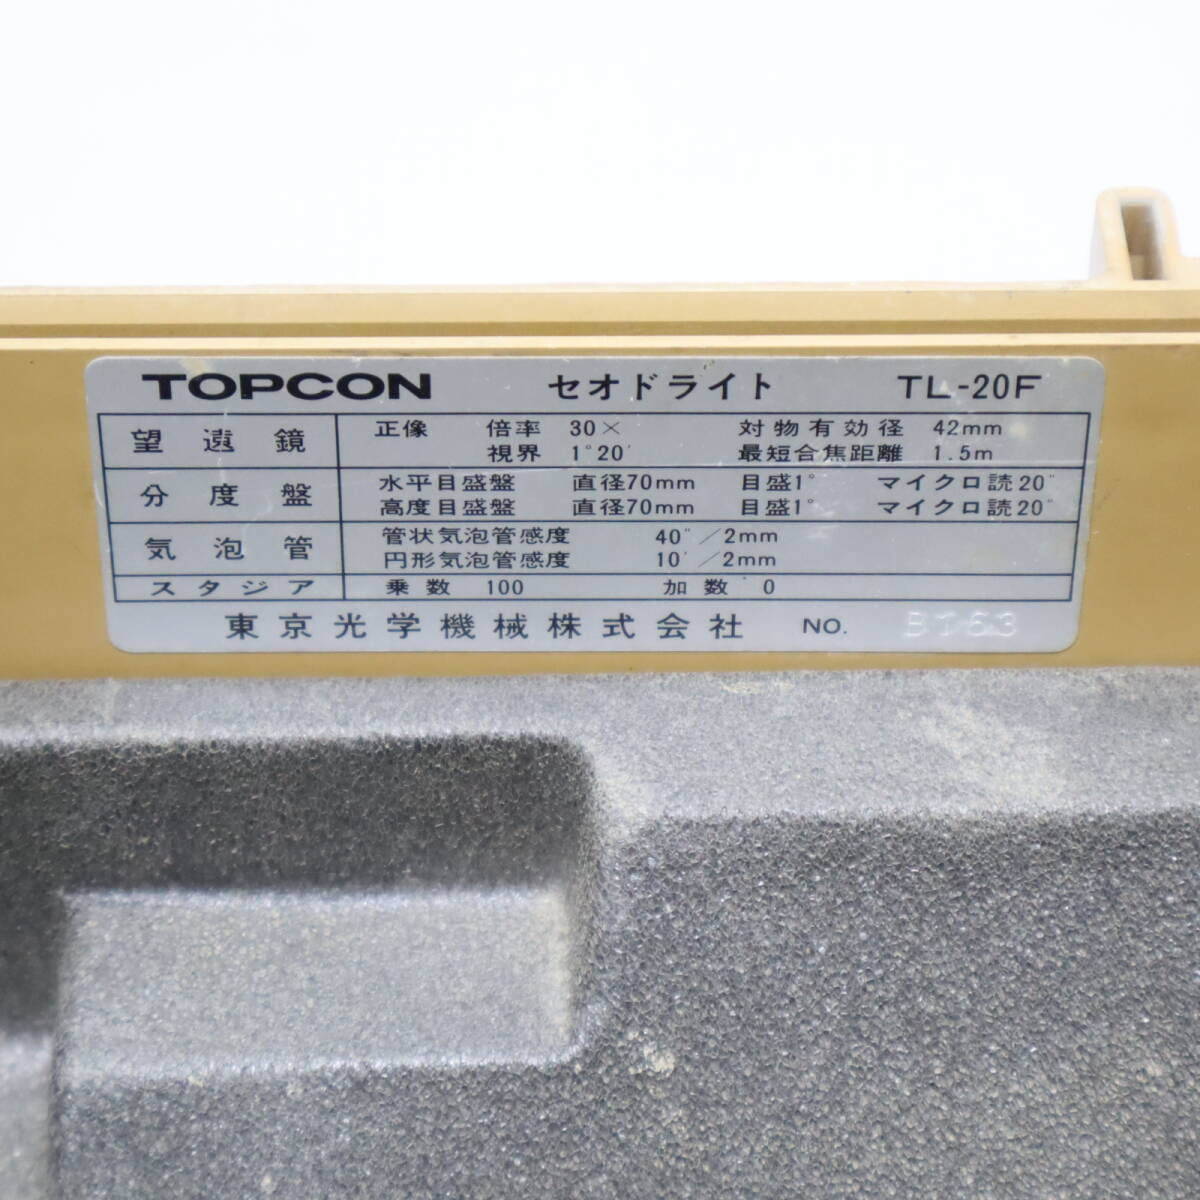 TOPCON セオドライト TL-20F
望遠鏡 正像 倍率 30× 対物有効径 42mm
視界 1°20′ 最短合焦距離 1.5m
分度盤 水平目盛盤 直径70mm 目盛1° マイクロ読20″
高度目盛盤 直径70mm 目盛1° マイクロ読20″
気泡管 管状気泡管感度 40″/2mm
円形気泡管感度 10′/2mm
スタジア 乗数 100 加数 0
東京光学機械株式会社 NO.